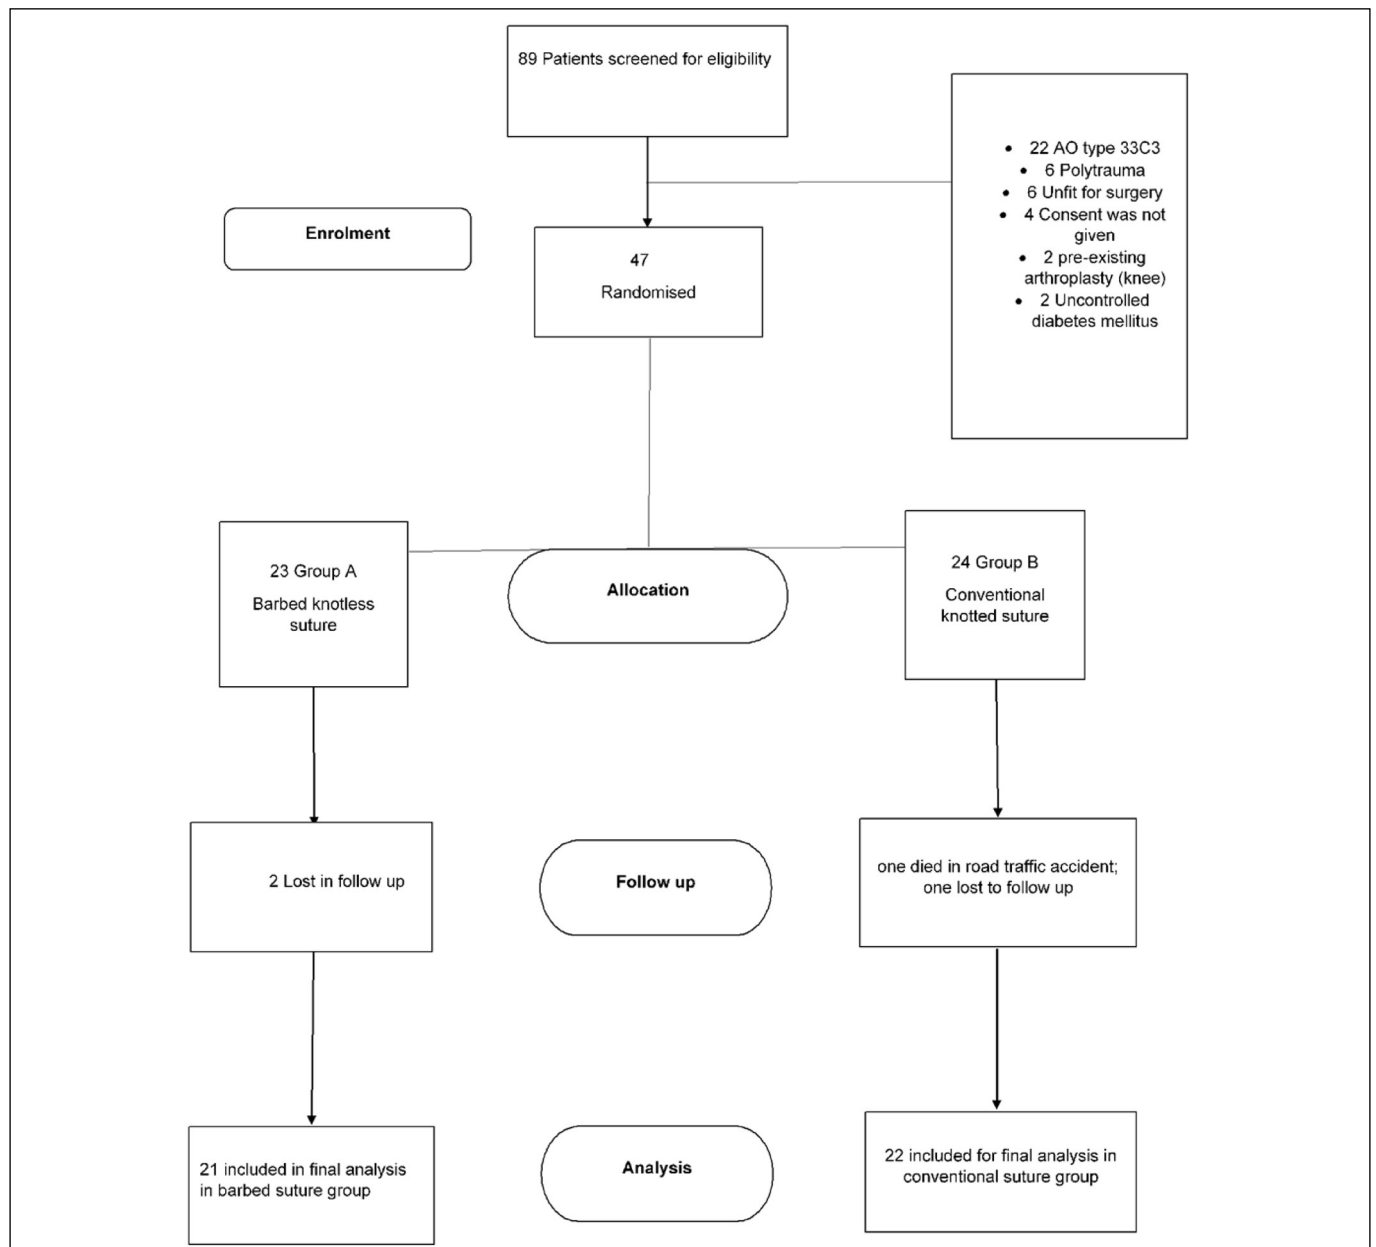 89 Patients screened for eligibility
• 22 AO type 33C3
• 6 Polytrauma
• 6 Unfit for surgery
• 4 Consent was not
given
• 2 pre-existing
arthroplasty (knee)
• 2 Uncontrolled
diabetes mellitus
Enrolment
47
Randomised
23 Group A
Barbed knotless
suture
Allocation
24 Group B
Conventional
knotted suture
2 Lost in follow up
Follow up
one died in road traffic accident;
one lost to follow up
21 included in final analysis
in barbed suture group
Analysis
22 included for final analysis in
conventional suture group